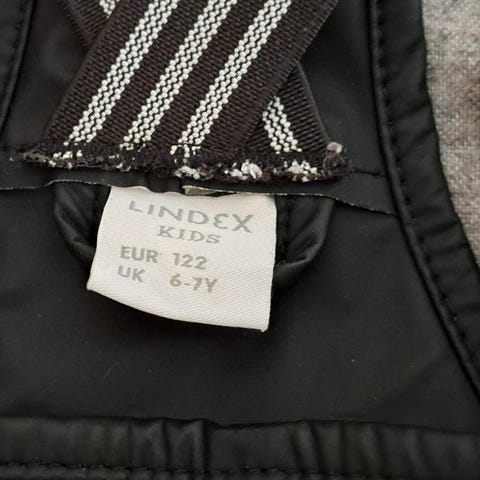 LINDEX
KIDS
EUR 122
UK 6-7Y